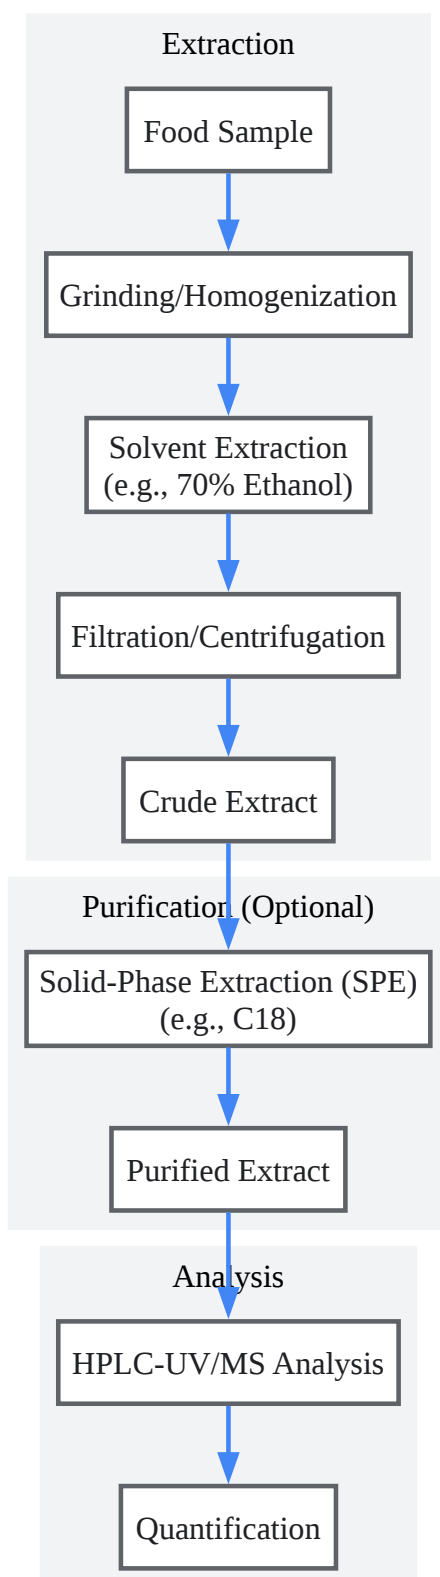 Extraction
Food Sample
Grinding/Homogenization
Solvent Extraction
(e.g., 70% Ethanol)
Filtration/Centrifugation
Crude Extract
Purification (Optional)
Solid-Phase Extraction (SPE)
(e.g., C18)
Purified Extract
Analysis
HPLC-UV/MS Analysis
Quantification